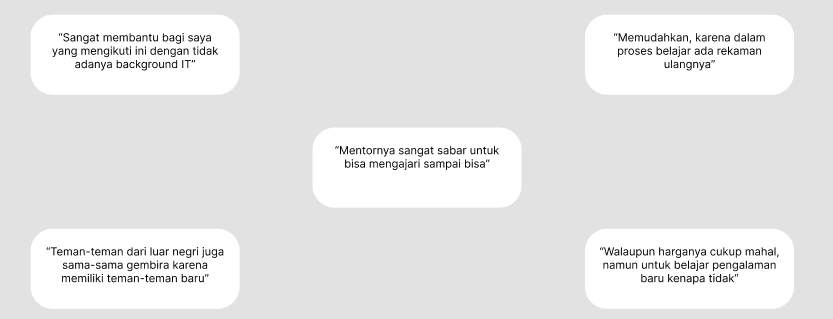 “Sangat membantu bagi saya
yang mengikuti ini dengan tidak
adanya background IT”
“Memudahkan, karena dalam
proses belajar ada rekaman
ulangnya”
“Mentornya sangat sabar untuk
bisa mengajari sampai bisa”
“Teman-teman dari luar negri juga
sama-sama gembira karena
memiliki teman-teman baru”
“Walaupun harganya cukup mahal,
namun untuk belajar pengalaman
baru kenapa tidak”